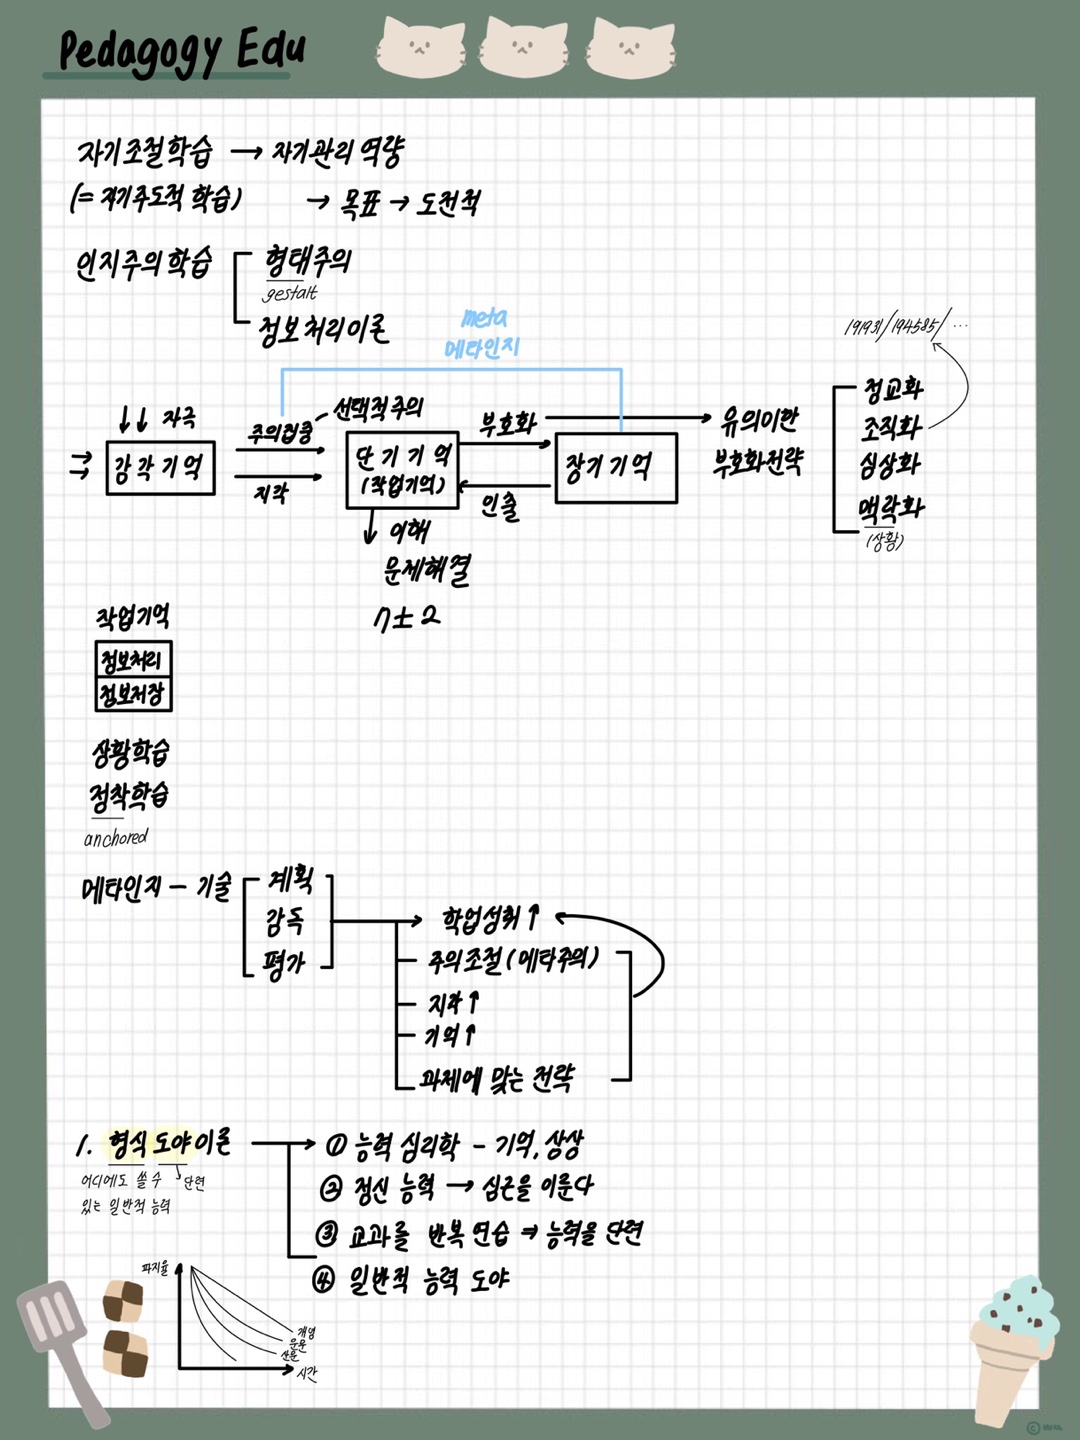 Pedagogy Edu
자기조절학습 → 자기관리 역량
(= 자기주도적 학습) → 목표 → 도전적
인지주의학습
형태주의
gestalt
정보처리이론
meta
메타인지
191931/194585/...
↓↓ 자극
주의집중
선택적 주의
부호화
→ 유의미한
부호화전략
정교화
조직화
심상화
맥락화
(상황)
감각기억
지각
단기기억
(작업기억)
인출
장기기억
이해
문제해결
7±2
작업기억
정보처리
정보저장
상황학습
정착학습
anchored
메타인지 - 기술
계획
감독
평가
학업성취↑
주의조절(메타주의)
지각↑
기억↑
과제에 맞는 전략
1. 형식도야이론
어디에도 쓸 수
있는 일반적 능력
단련
① 능력 심리학 - 기억, 상상
② 정신 능력 → 심근을 이룬다
③ 교과를 반복 연습 ⇒ 능력을 단련
④ 일반적 능력 도야
파지율
개념
운문
산문
시간